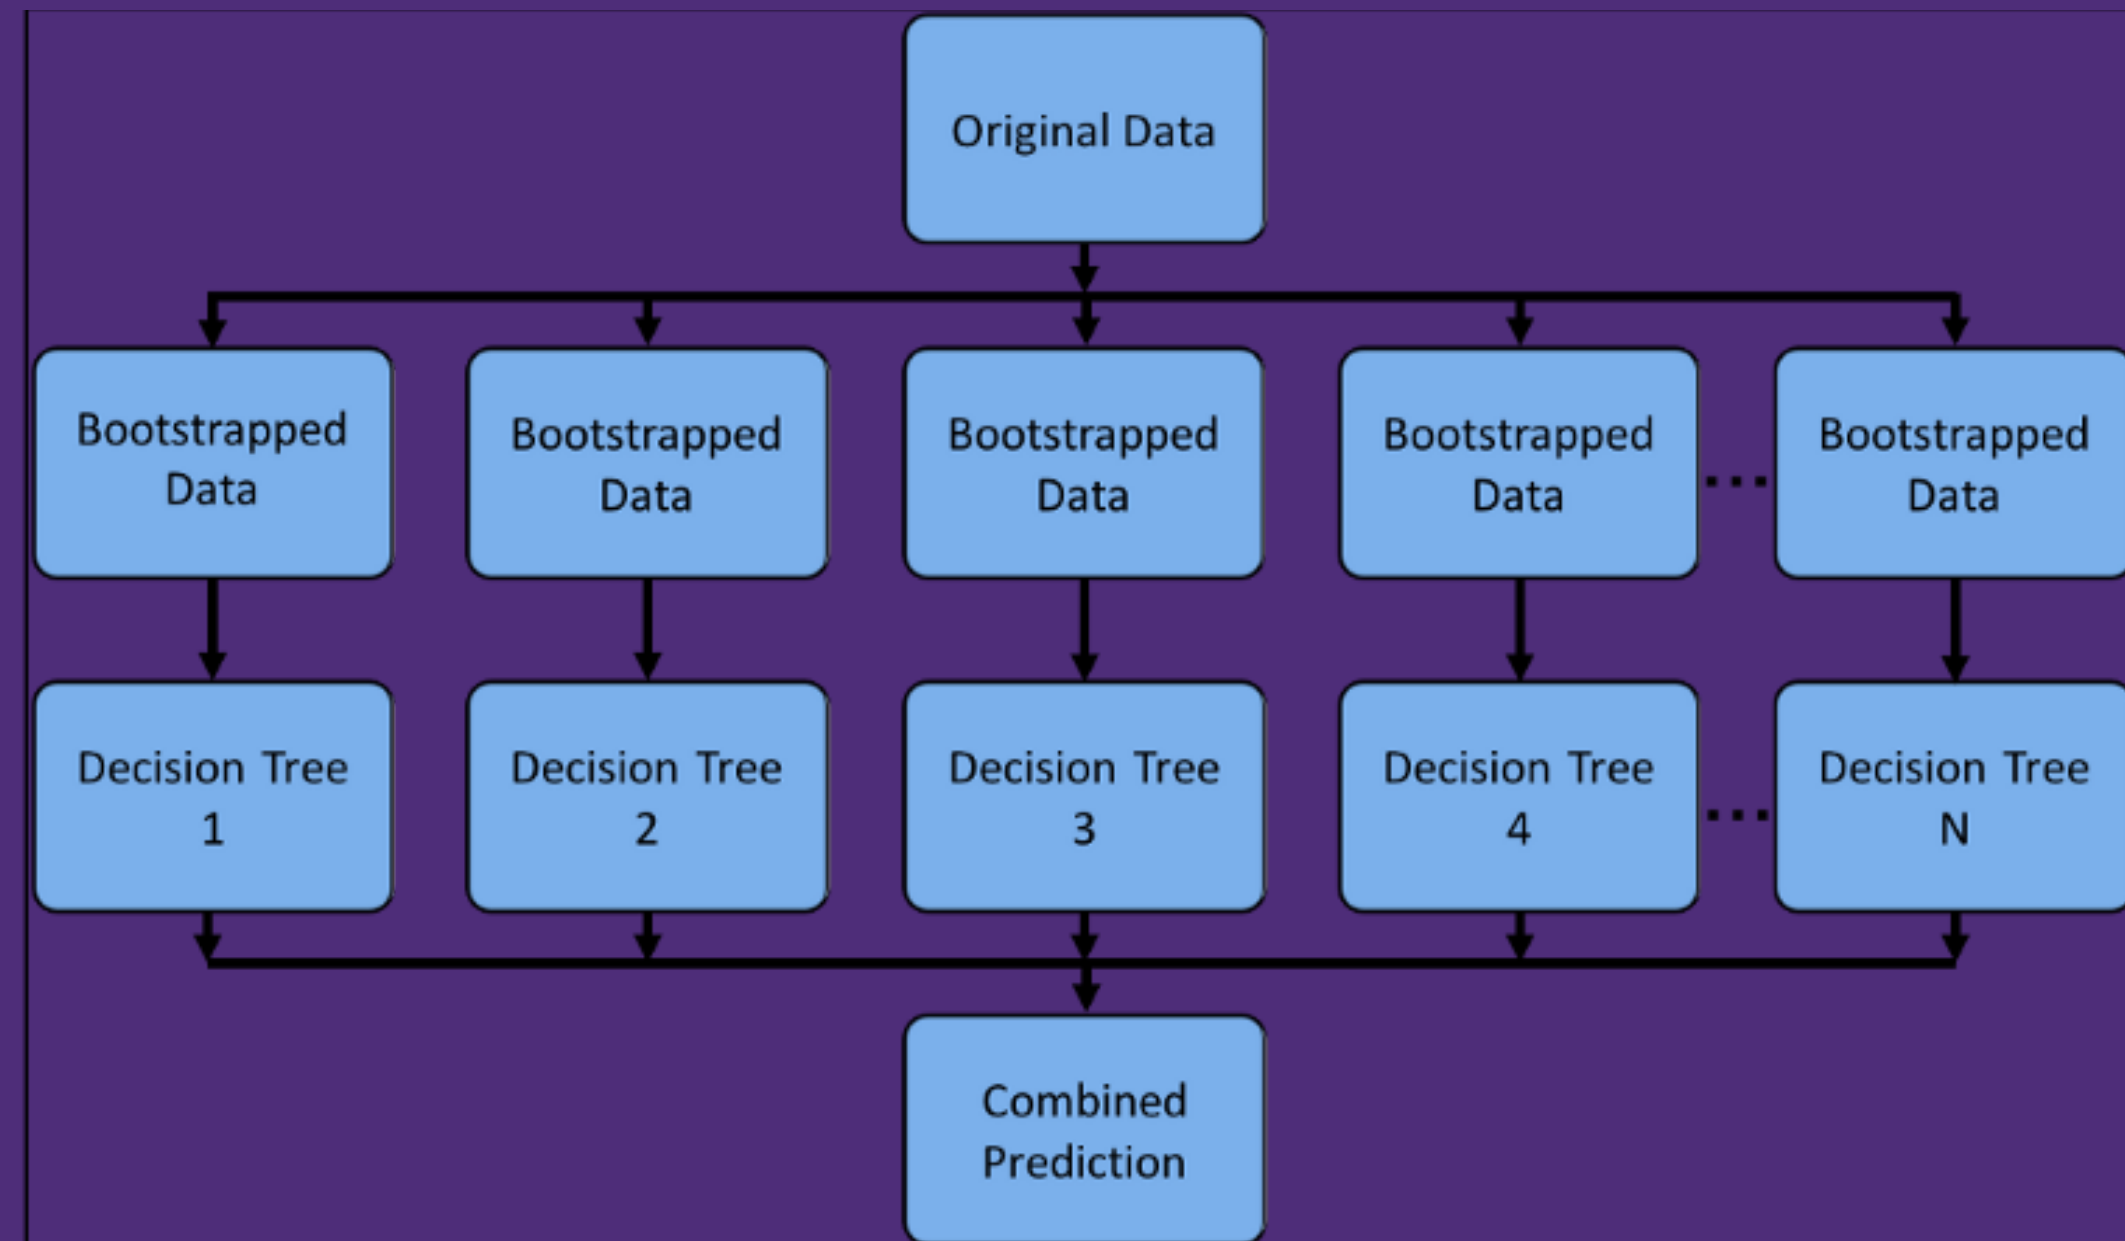 Original Data
Bootstrapped
Data
Bootstrapped
Data
Bootstrapped
Data
Bootstrapped
Data
...
Bootstrapped
Data
Decision Tree
1
Decision Tree
2
Decision Tree
3
Decision Tree
4
...
Decision Tree
N
Combined
Prediction